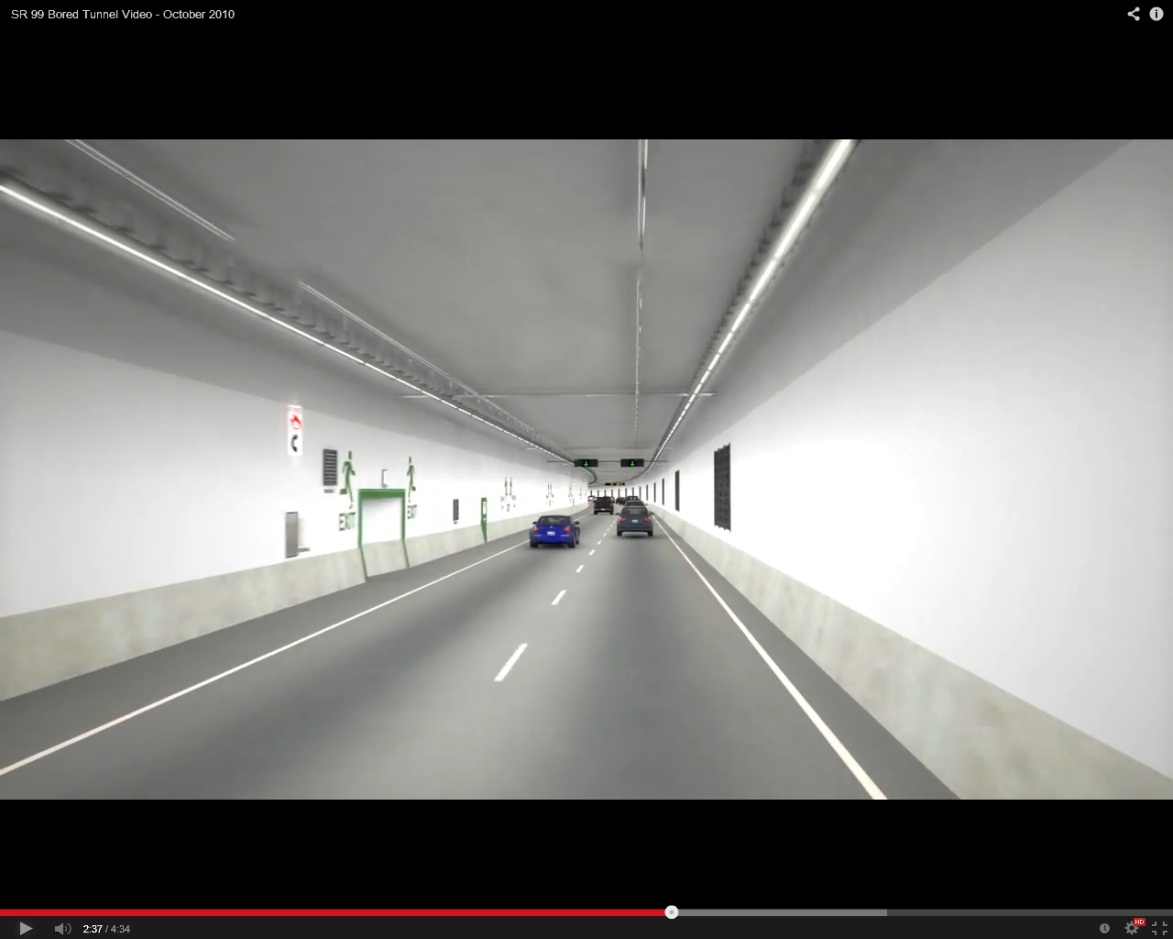 SR 99 Bored Tunnel Video - October 2010
EXIT
EXIT
2:37 / 4:34
HD